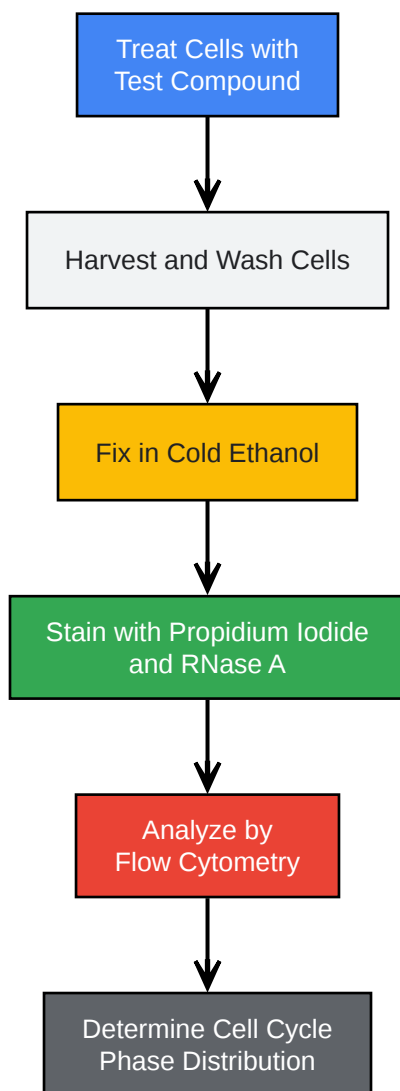 Treat Cells with
Test Compound
Harvest and Wash Cells
Fix in Cold Ethanol
Stain with Propidium Iodide
and RNase A
Analyze by
Flow Cytometry
Determine Cell Cycle
Phase Distribution